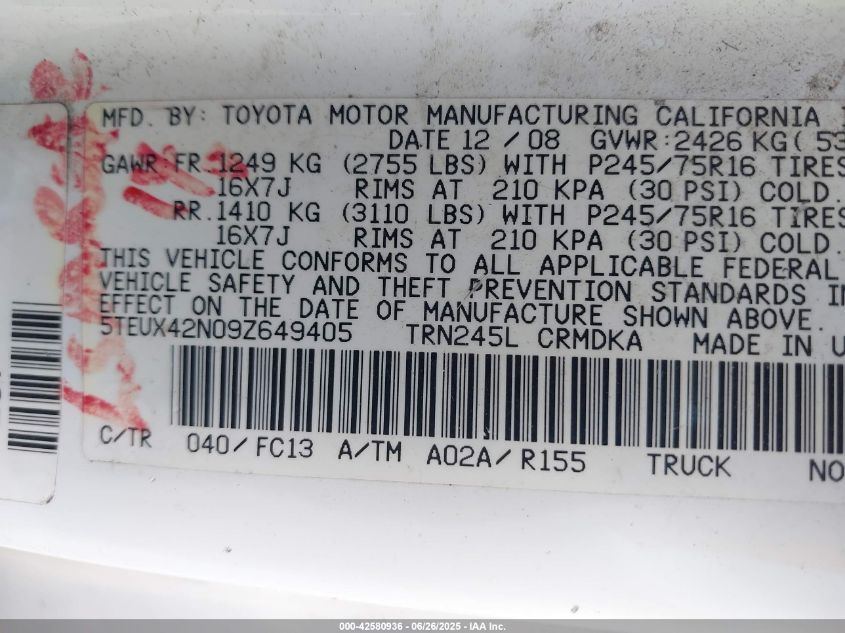 MFD. BY: TOYOTA MOTOR MANUFACTURING CALIFORNIA
DATE 12 / 08 GVWR: 2426 KG( 53
GAWR: FR. 1249 KG (2755 LBS) WITH P245/75R16 TIRES
16X7J RIMS AT 210 KPA (30 PSI) COLD.
RR. 1410 KG (3110 LBS) WITH P245/75R16 TIRES
16X7J RIMS AT 210 KPA (30 PSI) COLD.
THIS VEHICLE CONFORMS TO ALL APPLICABLE FEDERAL
VEHICLE SAFETY AND THEFT PREVENTION STANDARDS IN
EFFECT ON THE DATE OF MANUFACTURE SHOWN ABOVE.
5TEUX42N09Z649405 TRN245L CRMDKA MADE IN U
C/TR 040/FC13 A/TM A02A/R155 TRUCK NO
000-42580936 - 06/26/2025 - IAA Inc.